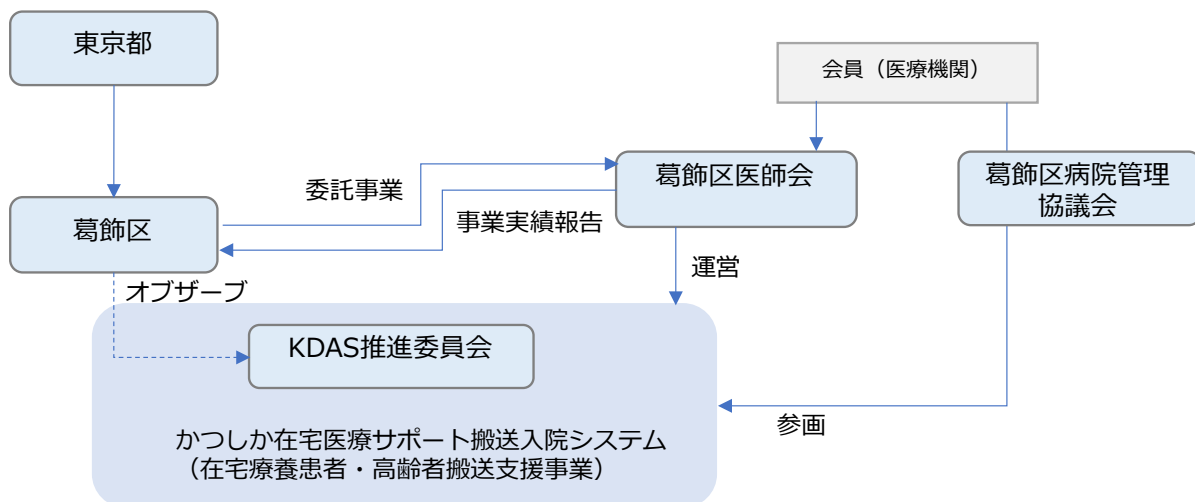 東京都
会員（医療機関）
葛飾区医師会
葛飾区病院管理
協議会
委託事業
葛飾区
事業実績報告
運営
オブザーブ
KDAS推進委員会
参画
かつしか在宅医療サポート搬送入院システム
（在宅療養患者・高齢者搬送支援事業）